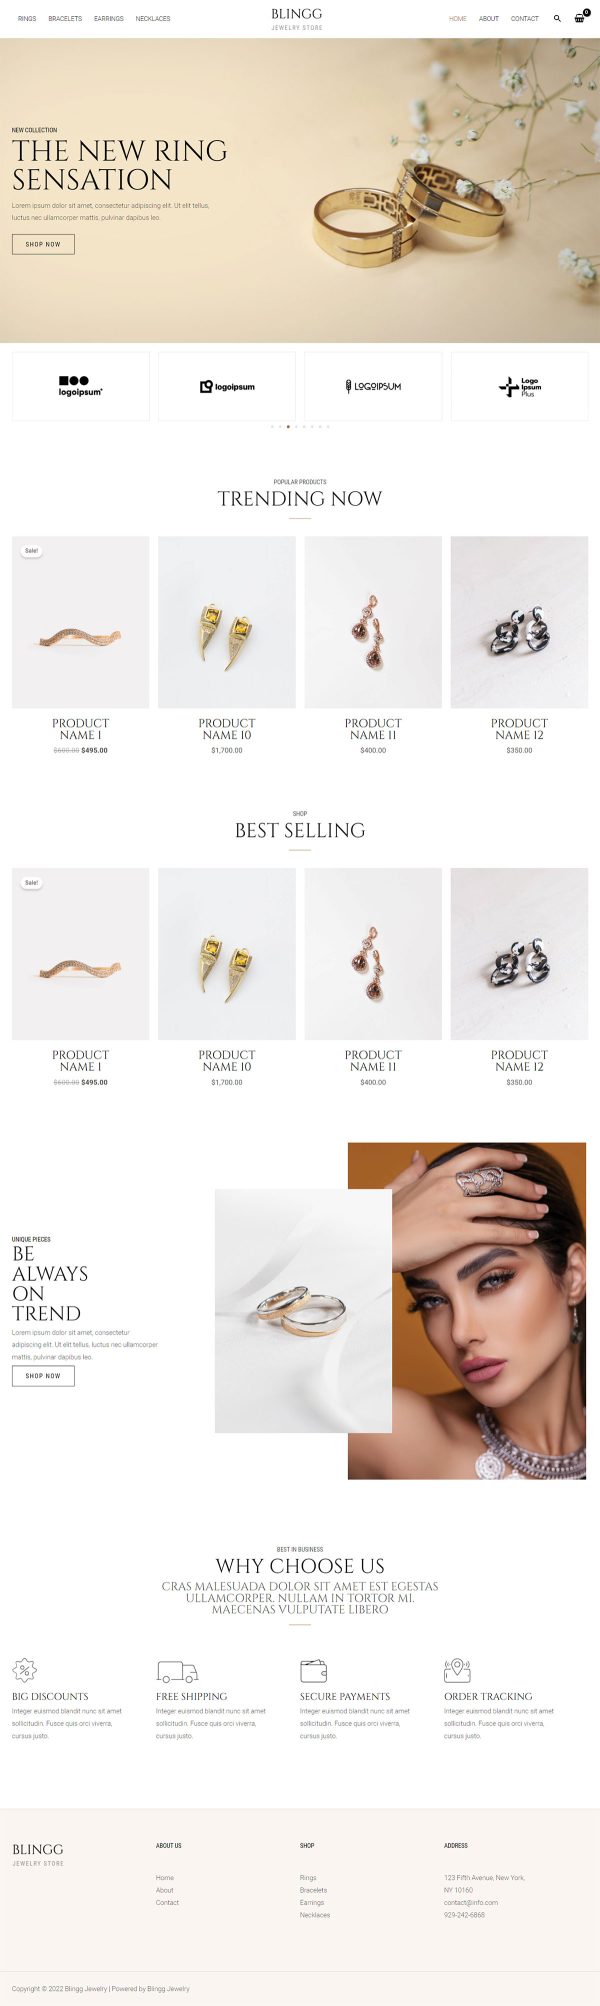 RINGS BRACELETS EARRINGS NECKLACES
BLINGG
JEWELRY STORE
HOME ABOUT CONTACT
0
NEW COLLECTION
THE NEW RING
SENSATION
Lorem ipsum dolor sit amet, consectetur adipiscing elit. Ut elit tellus,
luctus nec ullamcorper mattis, pulvinar dapibus leo.
SHOP NOW
logoipsum®
logoipsum
LOGOIPSUM
Logo
Ipsum
Plus
POPULAR PRODUCTS
TRENDING NOW
Sale!
PRODUCT
NAME 1
$600.00 $495.00
PRODUCT
NAME 10
$1,700.00
PRODUCT
NAME 11
$400.00
PRODUCT
NAME 12
$350.00
SHOP
BEST SELLING
Sale!
PRODUCT
NAME 1
$600.00 $495.00
PRODUCT
NAME 10
$1,700.00
PRODUCT
NAME 11
$400.00
PRODUCT
NAME 12
$350.00
UNIQUE PIECES
BE
ALWAYS
ON
TREND
Lorem ipsum dolor sit amet, consectetur
adipiscing elit. Ut elit tellus, luctus nec ullamcorper
mattis, pulvinar dapibus leo.
SHOP NOW
BEST IN BUSINESS
WHY CHOOSE US
CRAS MALESUADA DOLOR SIT AMET EST EGESTAS
ULLAMCORPER. NULLAM IN TORTOR MI.
MAECENAS VULPUTATE LIBERO
BIG DISCOUNTS
Integer euismod blandit nunc sit amet
sollicitudin. Fusce quis orci viverra,
cursus justo.
FREE SHIPPING
Integer euismod blandit nunc sit amet
sollicitudin. Fusce quis orci viverra,
cursus justo.
SECURE PAYMENTS
Integer euismod blandit nunc sit amet
sollicitudin. Fusce quis orci viverra,
cursus justo.
ORDER TRACKING
Integer euismod blandit nunc sit amet
sollicitudin. Fusce quis orci viverra,
cursus justo.
BLINGG
JEWELRY STORE
ABOUT US
Home
About
Contact
SHOP
Rings
Bracelets
Earrings
Necklaces
ADDRESS
123 Fifth Avenue, New York,
NY 10160
contact@info.com
929-242-6868
Copyright © 2022 Blingg Jewelry | Powered by Blingg Jewelry